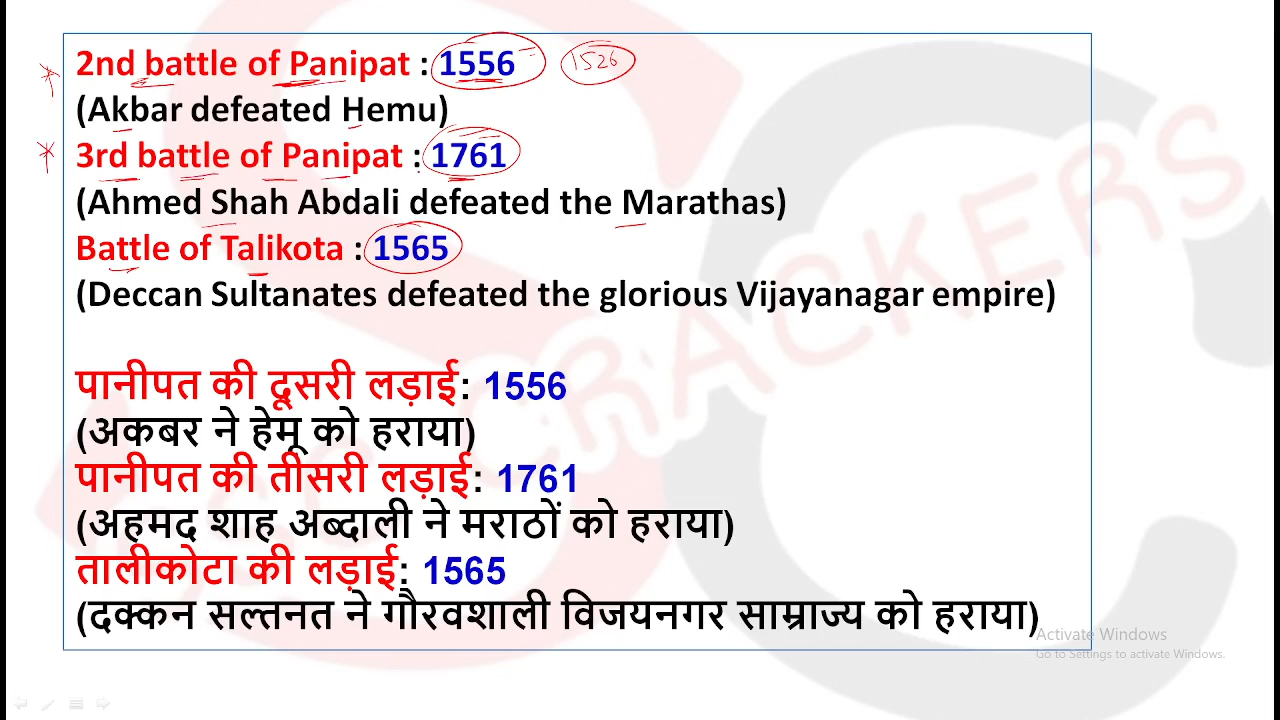 2nd battle of Panipat : 1556 1526
(Akbar defeated Hemu)
3rd battle of Panipat : 1761
(Ahmed Shah Abdali defeated the Marathas)
Battle of Talikota : 1565
(Deccan Sultanates defeated the glorious Vijayanagar empire)
पानीपत की दूसरी लड़ाई: 1556
(अकबर ने हेमू को हराया)
पानीपत की तीसरी लड़ाई: 1761
(अहमद शाह अब्दाली ने मराठों को हराया)
तालीकोटा की लड़ाई: 1565
(दक्कन सल्तनत ने गौरवशाली विजयनगर साम्राज्य को हराया)
CRACKERS
Activate Windows
Go to Settings to activate Windows.